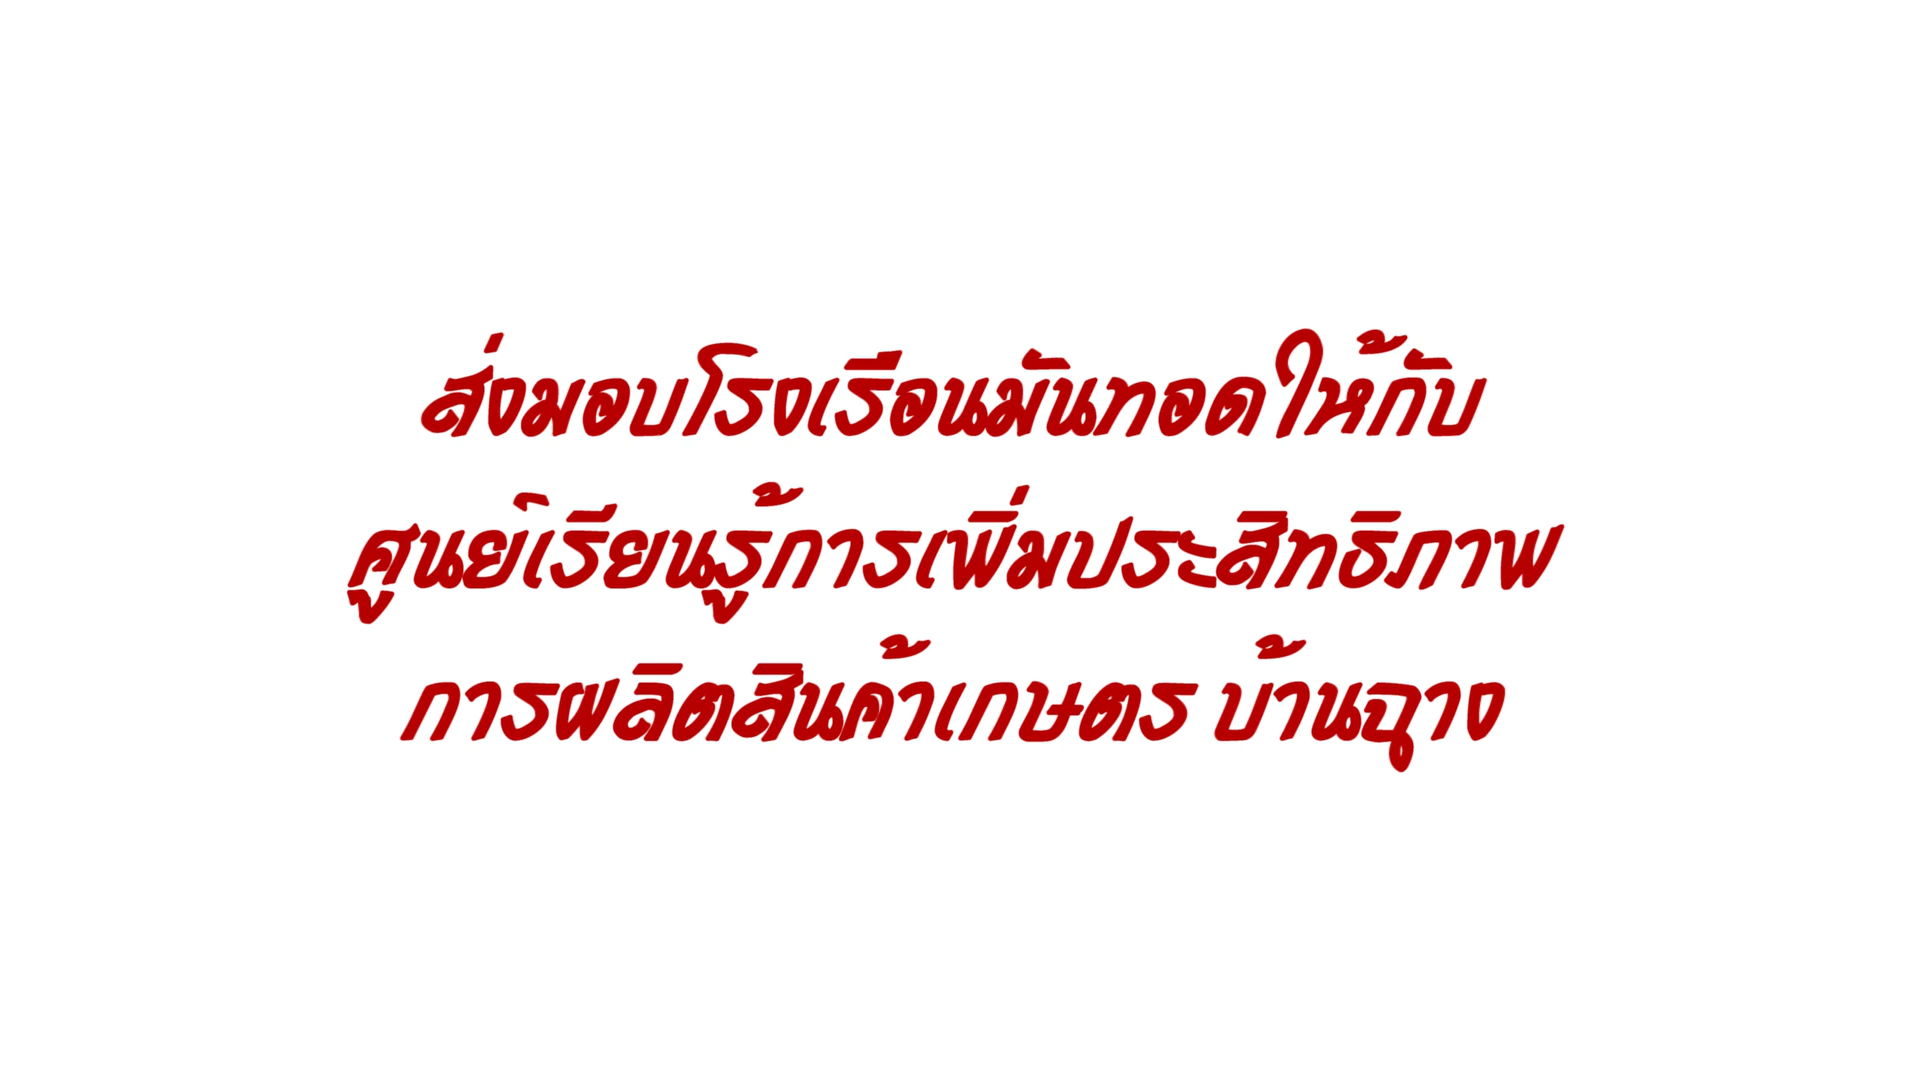 ส่งมอบโรงเรือนมันทอดให้กับ
ศูนย์เรียนรู้การเพิ่มประสิทธิภาพ
การผลิตสินค้าเกษตร บ้านฉาง